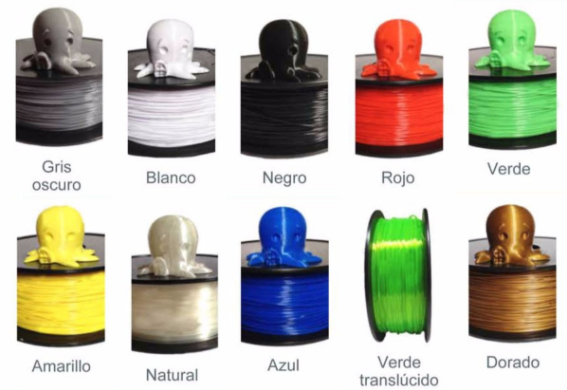 Gris
oscuro
Blanco
Negro
Rojo
Verde
Amarillo
Natural
Azul
Verde
translúcido
Dorado